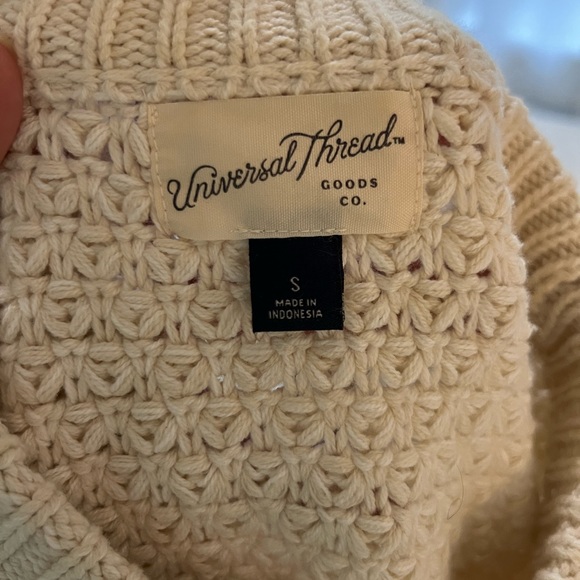 Universal Thread™
GOODS
CO.
S
MADE IN
INDONESIA